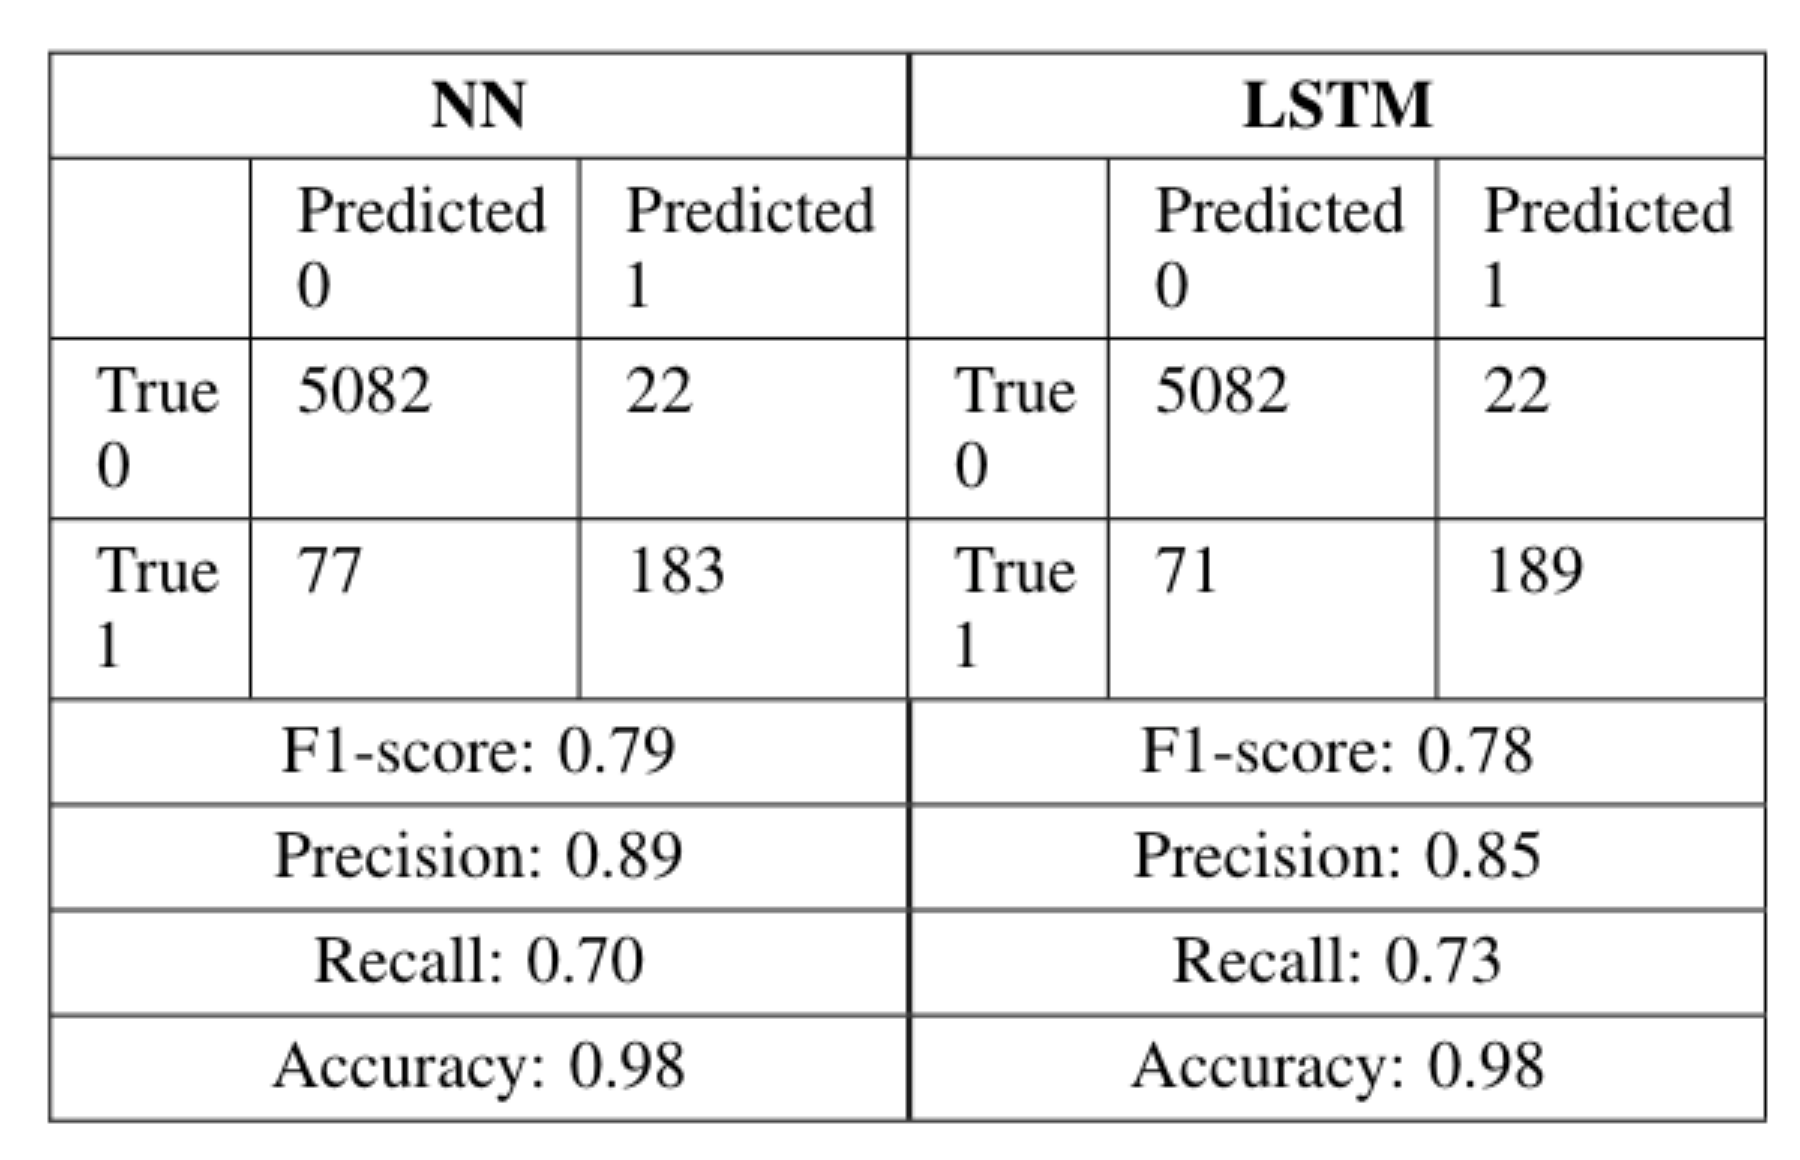 NN LSTM
Predicted 0 Predicted 1 Predicted 0 Predicted 1
True 0 5082 22 True 0 5082 22
True 1 77 183 True 1 71 189
F1-score: 0.79 F1-score: 0.78
Precision: 0.89 Precision: 0.85
Recall: 0.70 Recall: 0.73
Accuracy: 0.98 Accuracy: 0.98